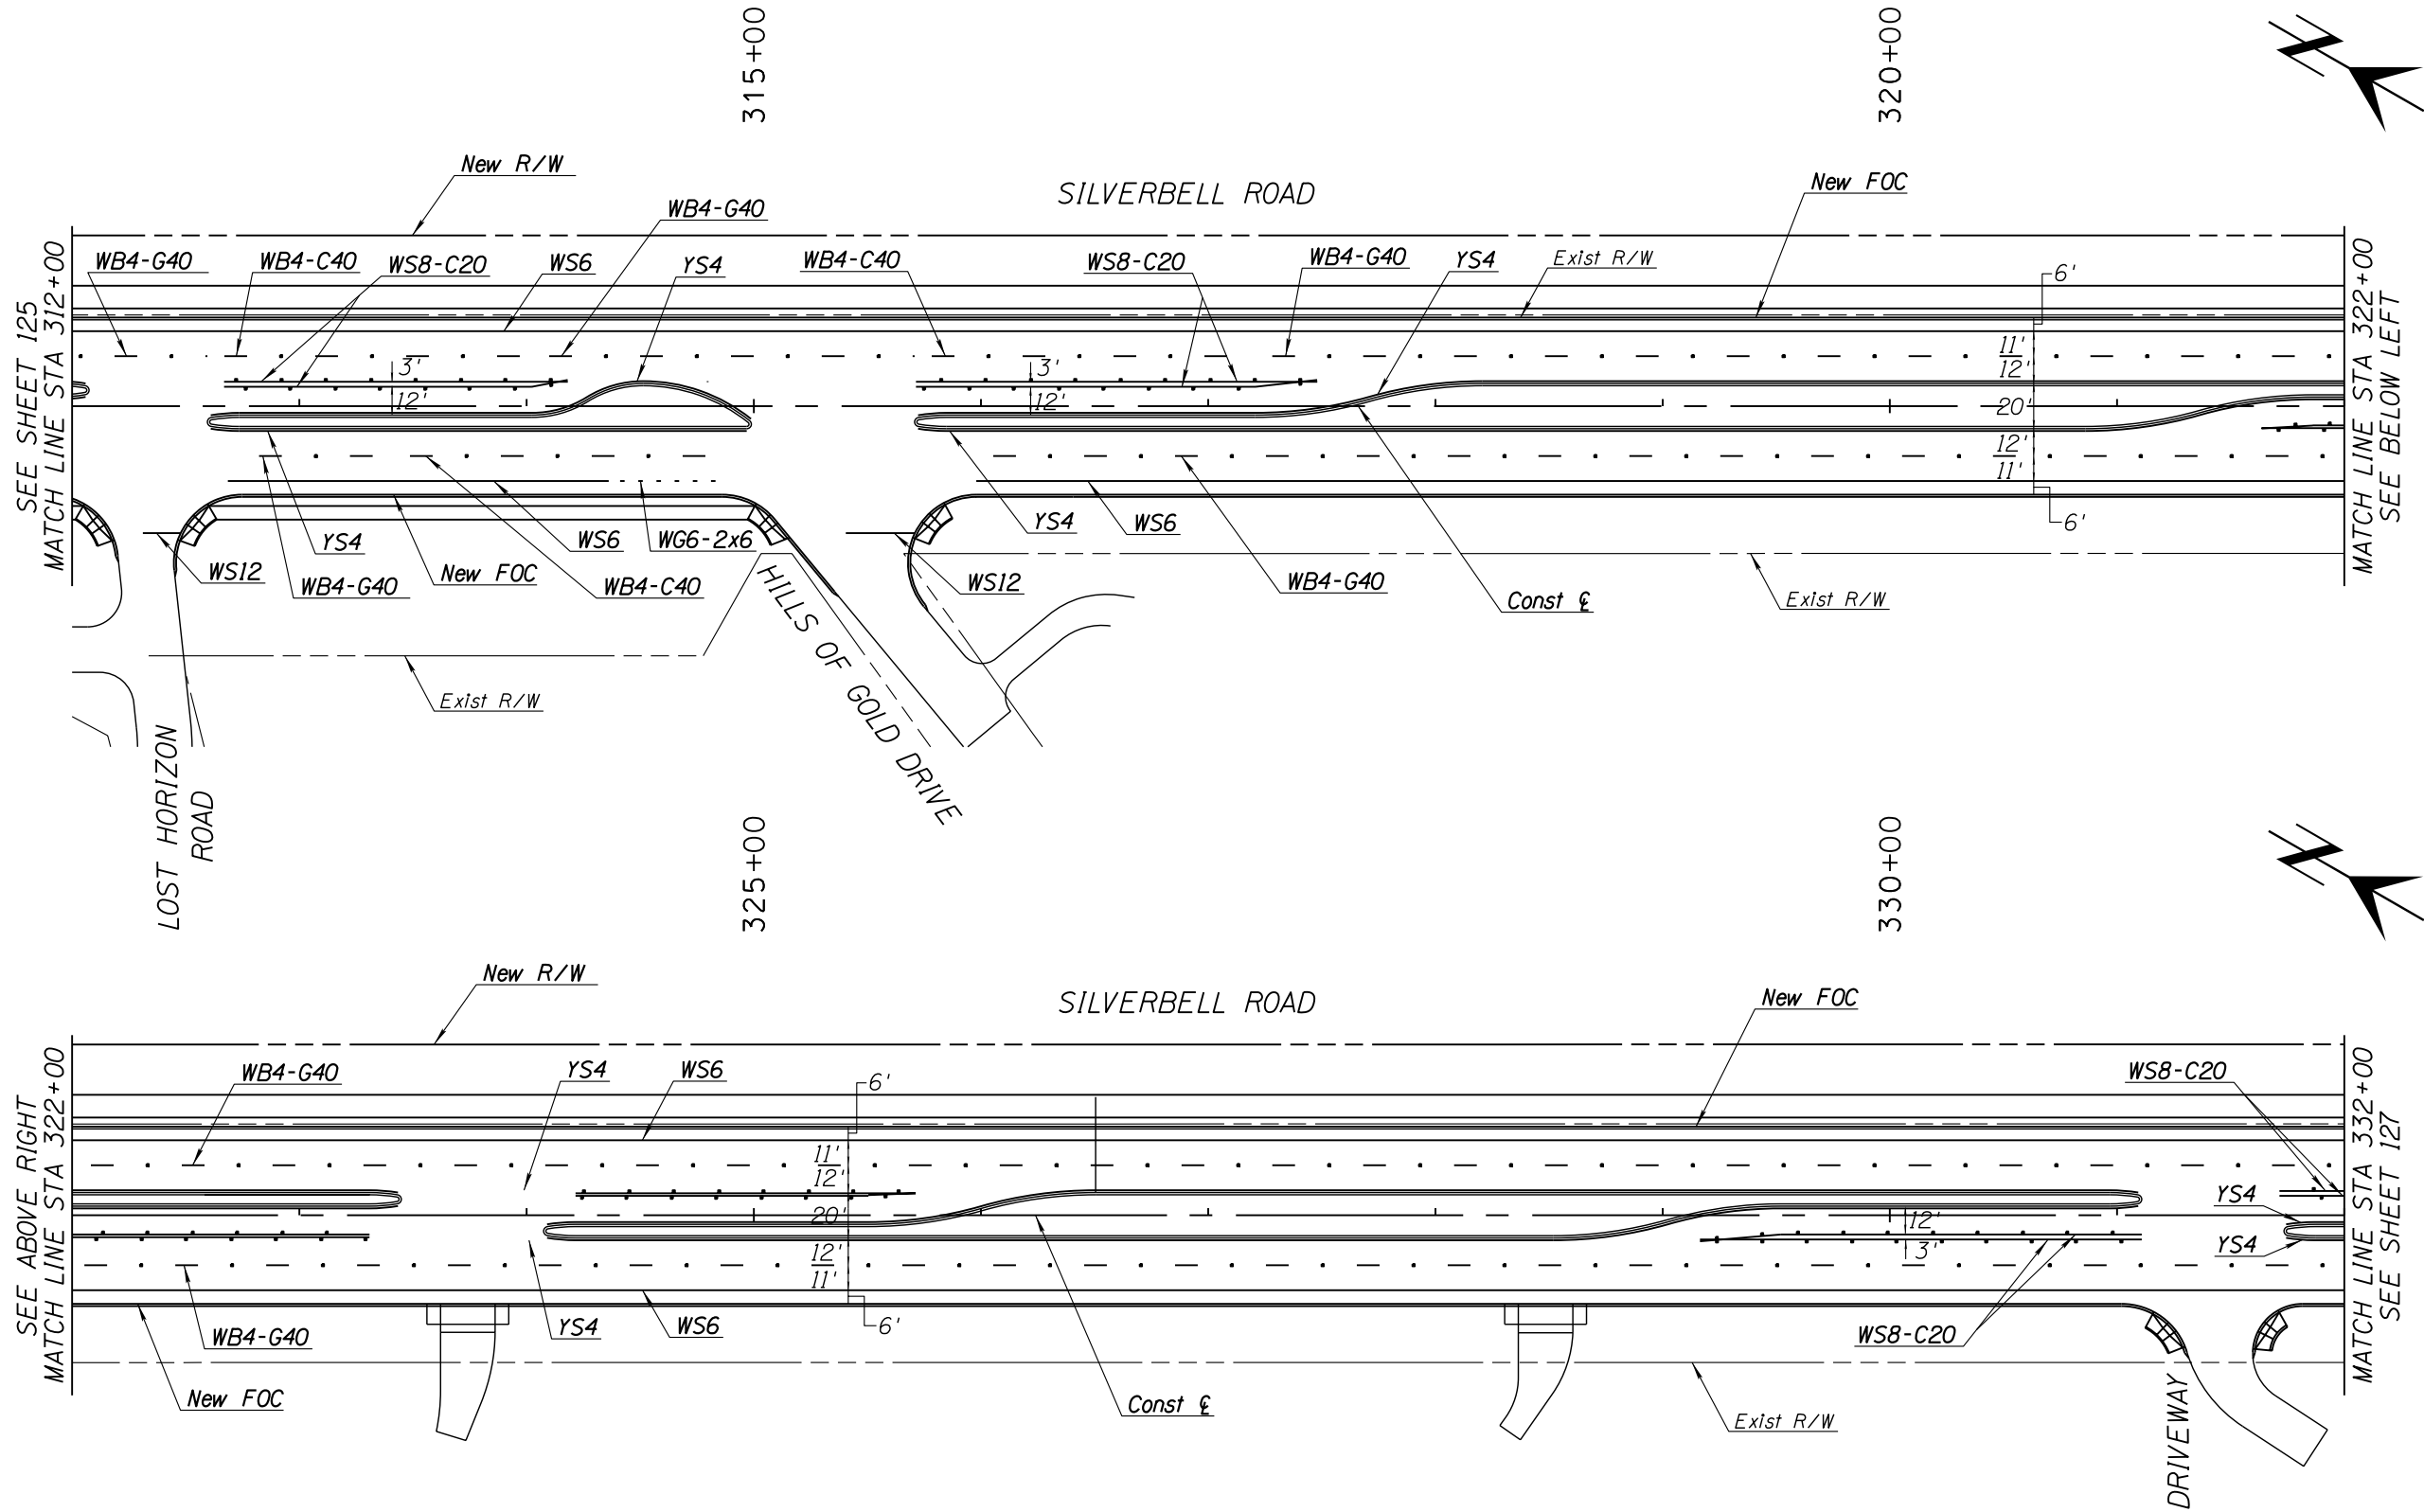 315+00
320+00
New R/W
SILVERBELL ROAD
New FOC
WB4-G40
WB4-G40
WB4-C40
WS8-C20
WS6
YS4
WB4-C40
WS8-C20
WB4-G40
YS4
Exist R/W
6'
SEE SHEET 125
MATCH LINE STA 312+00
MATCH LINE STA 322+00
SEE BELOW LEFT
3'
12'
3'
12'
11'
12'
20'
12'
11'
6'
YS4
WS6
WG6-2x6
YS4
WS6
WS12
WB4-G40
New FOC
WB4-C40
WS12
WB4-G40
Const ℄
Exist R/W
Exist R/W
HILLS OF GOLD DRIVE
LOST HORIZON
ROAD
325+00
330+00
New R/W
SILVERBELL ROAD
New FOC
WB4-G40
YS4
WS6
6'
WS8-C20
SEE ABOVE RIGHT
MATCH LINE STA 322+00
MATCH LINE STA 332+00
SEE SHEET 127
11'
12'
20'
12'
11'
6'
12'
3'
YS4
YS4
WB4-G40
YS4
WS6
WS8-C20
New FOC
Const ℄
Exist R/W
DRIVEWAY